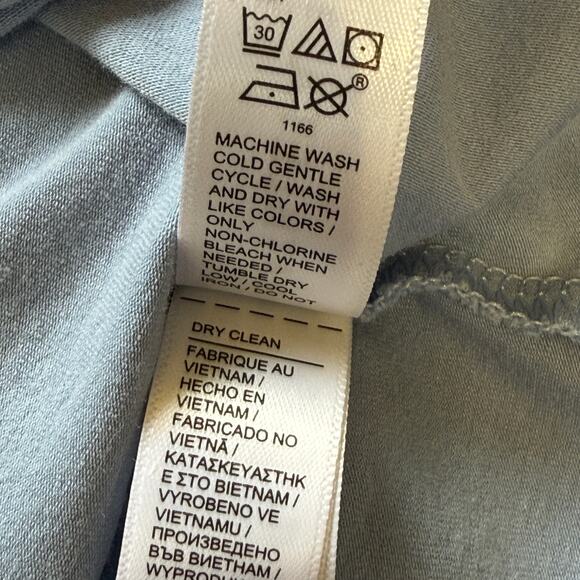 30
®
1166
MACHINE WASH
COLD GENTLE
CYCLE / WASH
AND DRY WITH
LIKE COLORS /
ONLY
NON-CHLORINE
BLEACH WHEN
NEEDED /
TUMBLE DRY
LOW / COOL
IRON / DO NOT
DRY CLEAN
FABRIQUE AU
VIETNAM /
HECHO EN
VIETNAM /
FABRICADO NO
VIETNÃ /
ΚΑΤΑΣΚΕΥΑΣΤΗΚ
Ε ΣΤΟ ΒΙΕΤΝΑΜ /
VYROBENO VE
VIETNAMU /
ПРОИЗВЕДЕНО
ВЪВ ВИЕТНАМ /